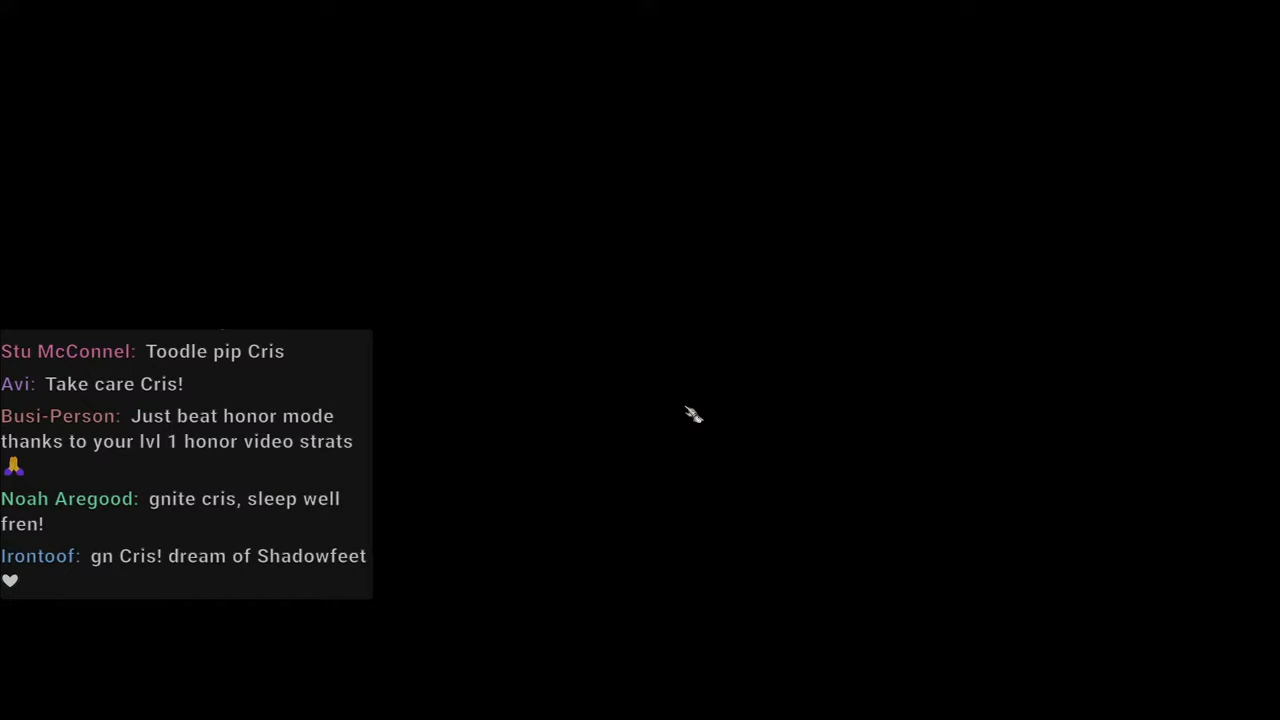 Stu McConnel: Toodle pip Cris
Avi: Take care Cris!
Busi-Person: Just beat honor mode
thanks to your lvl 1 honor video strats
🙏
Noah Aregood: gnite cris, sleep well
fren!
Irontoof: gn Cris! dream of Shadowfeet
🤍